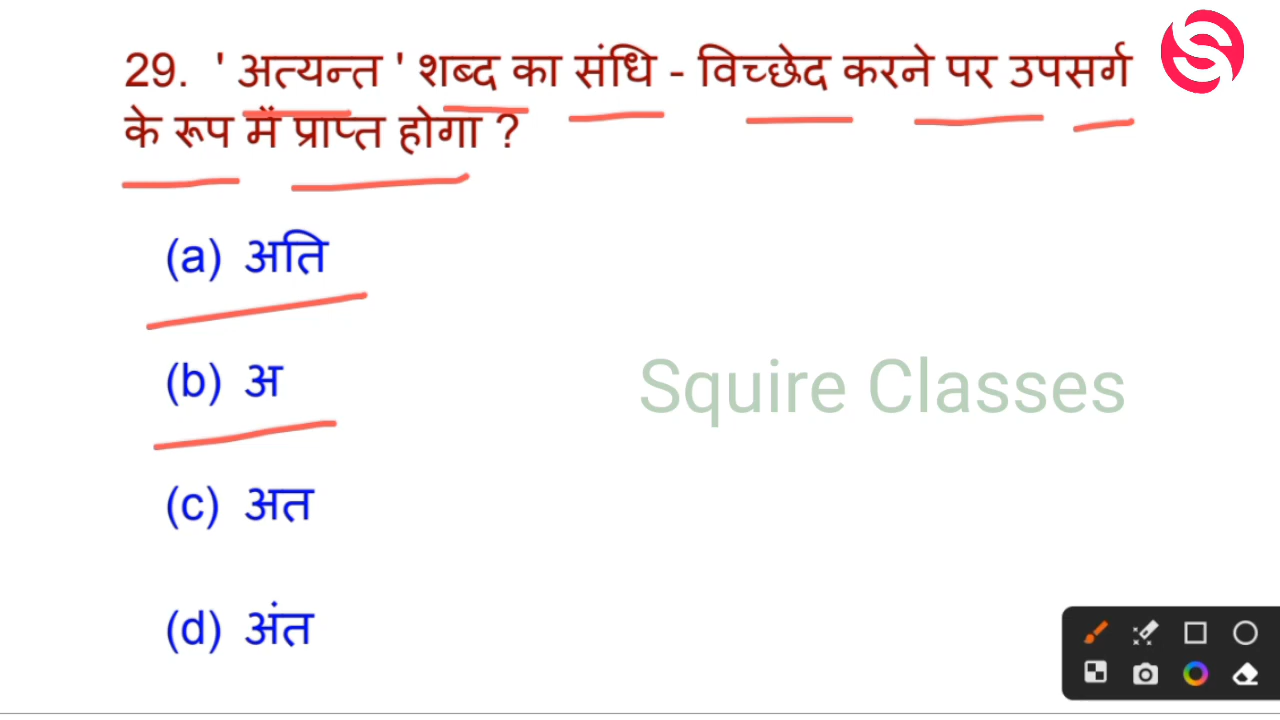 29. ' अत्यन्त ' शब्द का संधि - विच्छेद करने पर उपसर्ग
के रूप में प्राप्त होगा ?
(a) अति
(b) अ
Squire Classes
(c) अत
(d) अंत